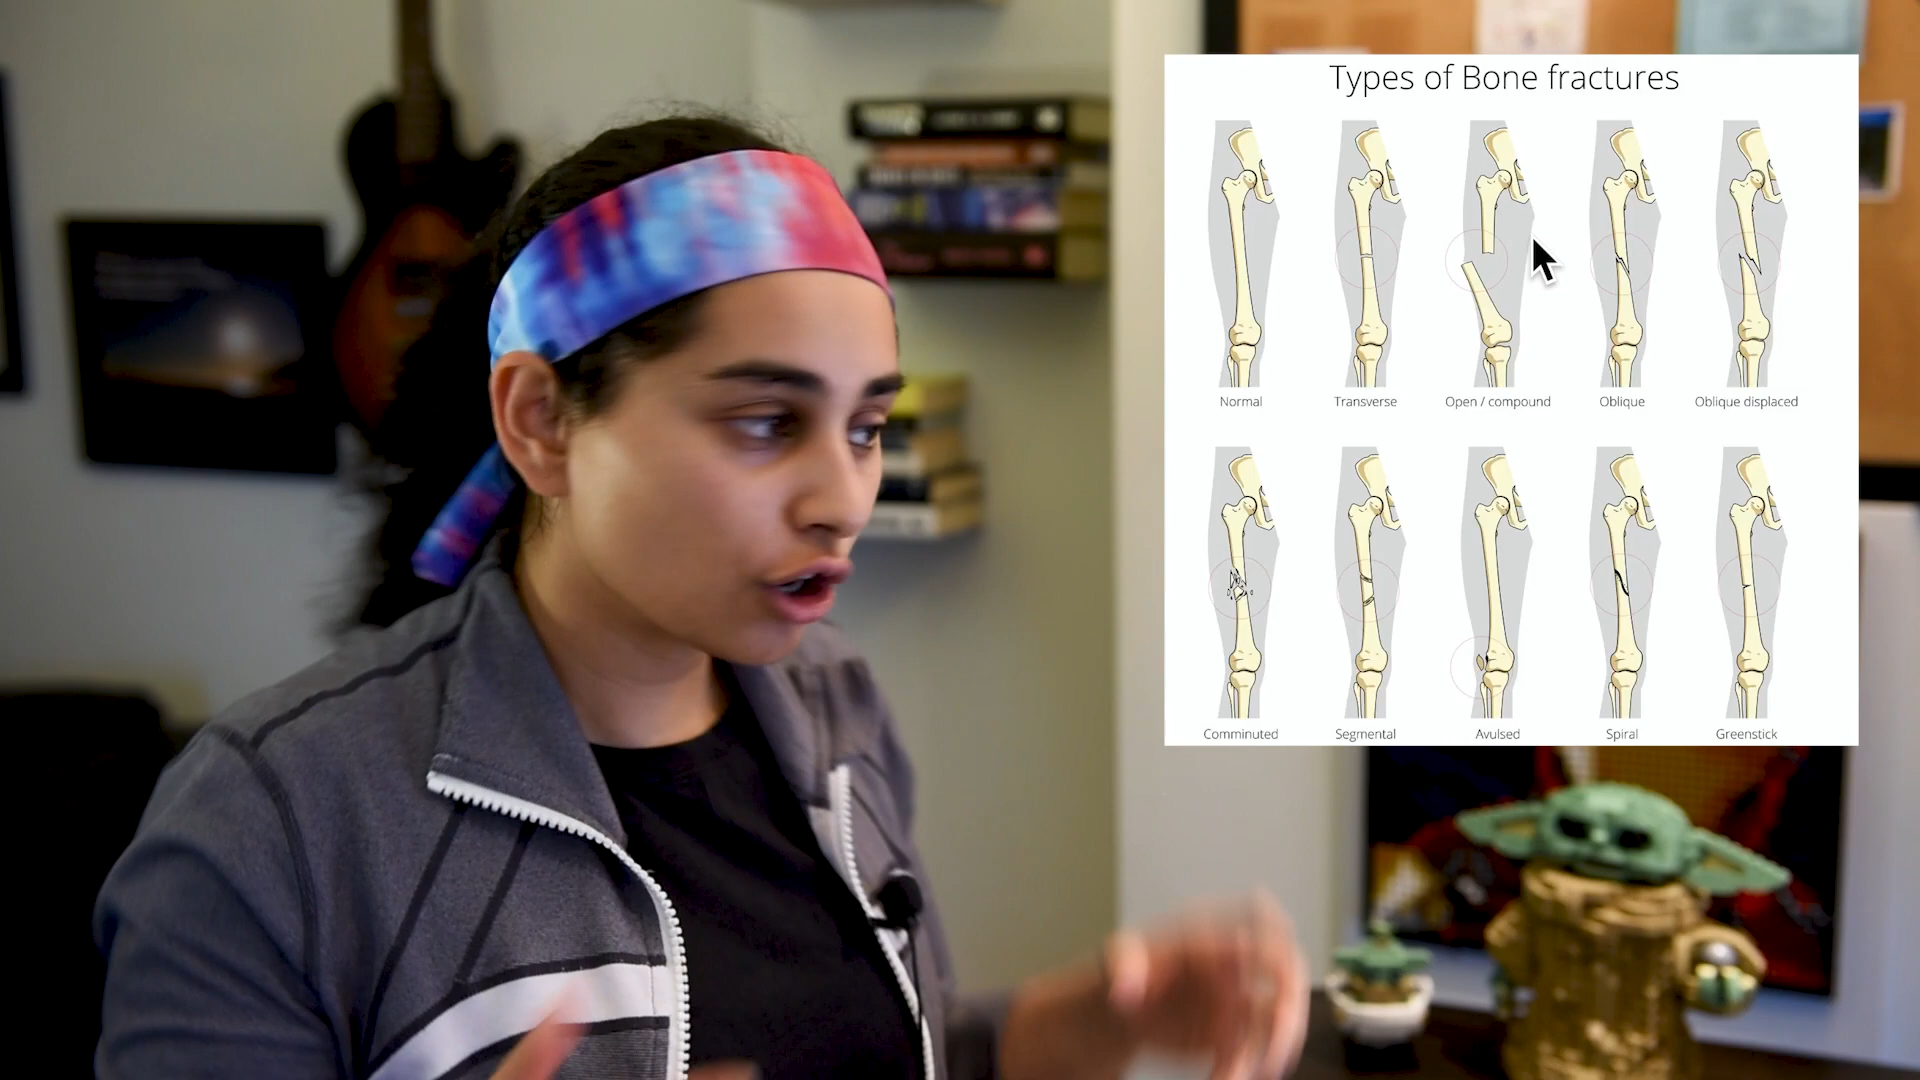 Types of Bone fractures
Normal
Transverse
Open / compound
Oblique
Oblique displaced
Comminuted
Segmental
Avulsed
Spiral
Greenstick